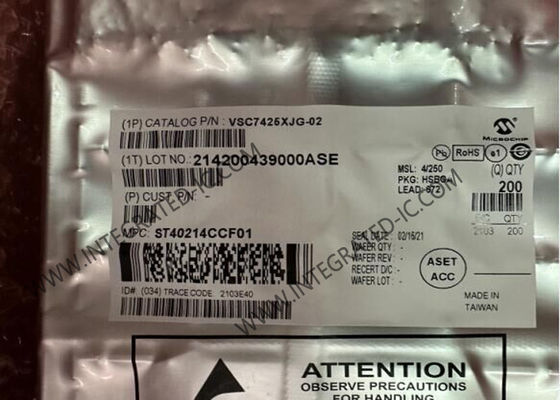 (1P) CATALOG P/N : VSC7425XJG-02
MICROCHIP
(1T) LOT NO.: 214200439000ASE
Pb RoHS e1
MSL: 4/250
(Q) QTY
PKG: HSBG
200
LEAD: 672
(P) CUST P/N:
D/C QTY
2103 200
MPC: ST40214CCF01
SEAL DATE: 02/16/21
WAFER QTY : -
WAFER REV : -
RECERT D/C : -
WAFER LOT : -
ASET
ACC
MADE IN
TAIWAN
ID# (034) TRACE CODE 2103E40
WWW.INTEGRATED-IC.COM
WWW.INTEGRATED-IC.COM
ATTENTION
OBSERVE PRECAUTIONS
FOR HANDLING